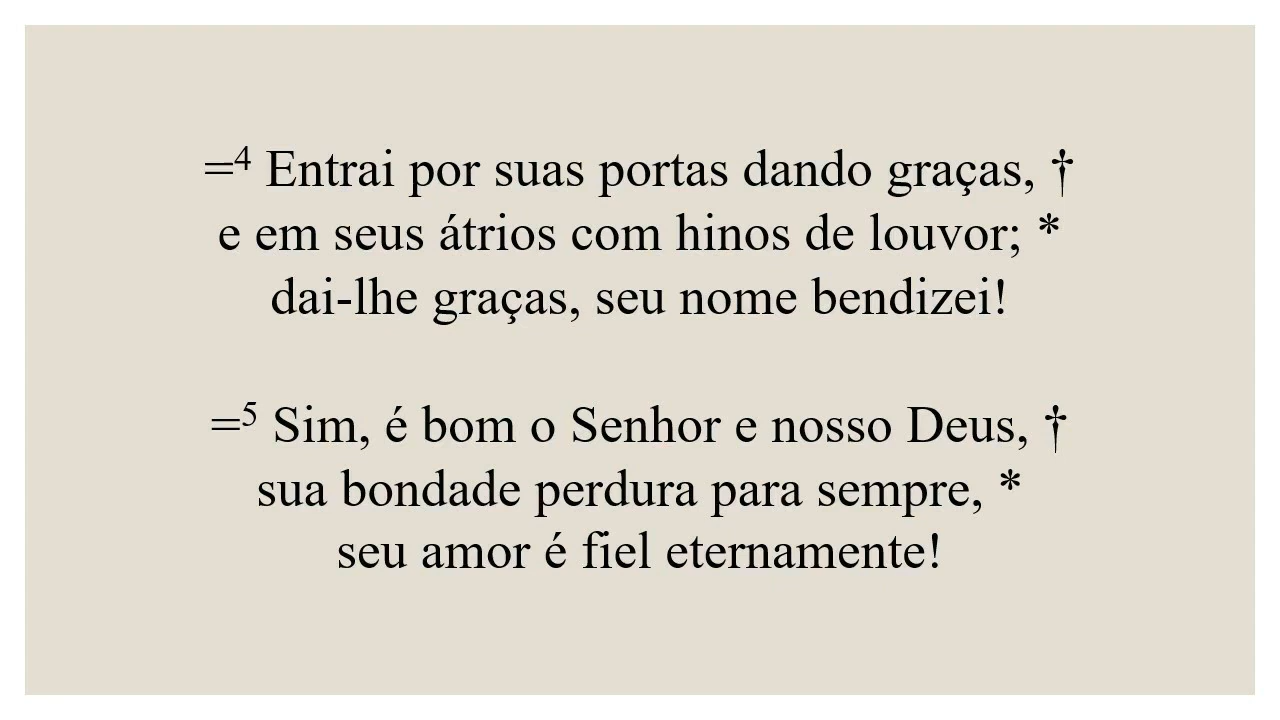 =⁴ Entrai por suas portas dando graças, †
e em seus átrios com hinos de louvor; *
dai-lhe graças, seu nome bendizei!
=⁵ Sim, é bom o Senhor e nosso Deus, †
sua bondade perdura para sempre, *
seu amor é fiel eternamente!